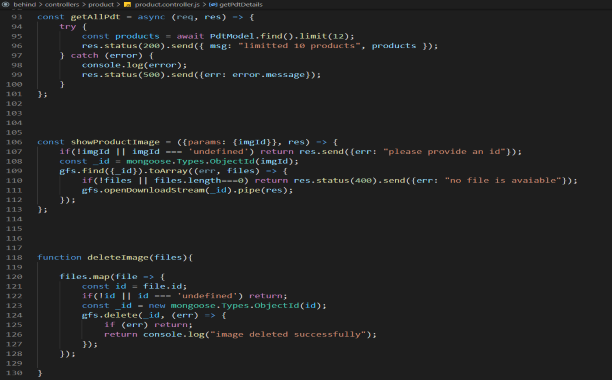 behind > controllers > product > product.controller.js > getPdtDetails
93 const getAllPdt = async (req, res) => {
94 try {
95 const products = await PdtModel.find().limit(12);
96 res.status(200).send({ msg: "limitted 10 products", products });
97 } catch (error) {
98 console.log(error);
99 res.status(500).send({err: error.message});
100 }
101 };
102
103
104
105
106 const showProductImage = ({params: {imgId}}, res) => {
107 if(!imgId || imgId === 'undefined') return res.send({err: "please provide an id"});
108 const _id = mongoose.Types.ObjectId(imgId);
109 gfs.find({_id}).toArray((err, files) => {
110 if(!files || files.length===0) return res.status(400).send({err: "no file is avaiable"});
111 gfs.openDownloadStream(_id).pipe(res);
112 });
113 };
114
115
116
117
118 function deleteImage(files){
119
120 files.map(file => {
121 const id = file.id;
122 if(!id || id === 'undefined') return;
123 const _id = new mongoose.Types.ObjectId(id);
124 gfs.delete(_id, (err) => {
125 if (err) return;
126 return console.log("image deleted successfully");
127 });
128 });
129
130 }